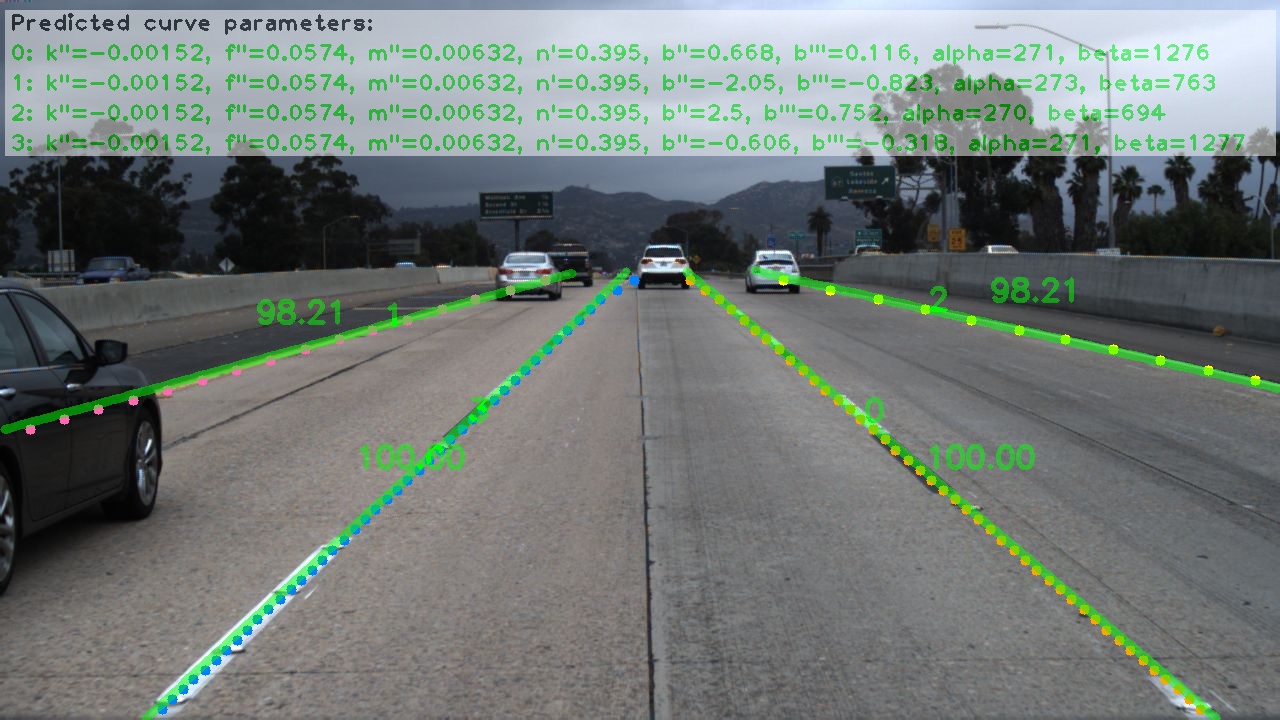 Predicted curve parameters:
0: k''=-0.00152, f''=0.0574, m''=0.00632, n'=0.395, b''=0.668, b'''=0.116, alpha=271, beta=1276
1: k''=-0.00152, f''=0.0574, m''=0.00632, n'=0.395, b''=-2.05, b'''=-0.823, alpha=273, beta=763
2: k''=-0.00152, f''=0.0574, m''=0.00632, n'=0.395, b''=2.5, b'''=0.752, alpha=270, beta=694
3: k''=-0.00152, f''=0.0574, m''=0.00632, n'=0.395, b''=-0.606, b'''=-0.318, alpha=271, beta=1277
Lakeside
98.21 1
2 98.21
3
0
100.00
100.00